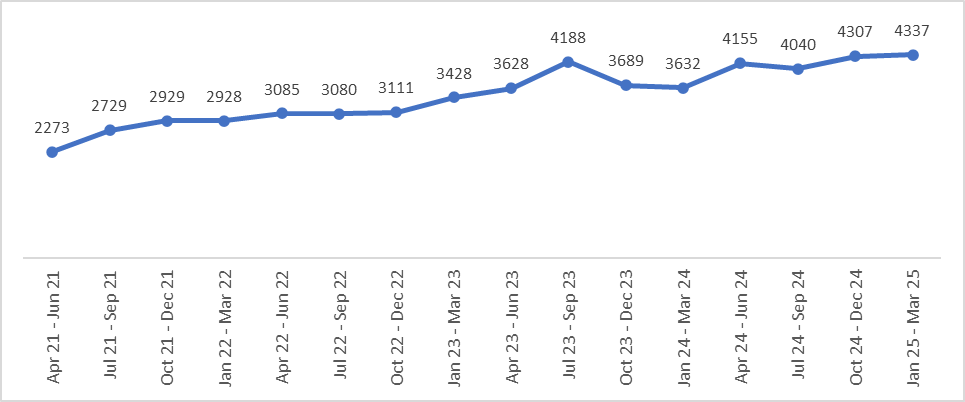 2273
2729
2929
2928
3085
3080
3111
3428
3628
4188
3689
3632
4155
4040
4307
4337
Apr 21 - Jun 21
Jul 21 - Sep 21
Oct 21 - Dec 21
Jan 22 - Mar 22
Apr 22 - Jun 22
Jul 22 - Sep 22
Oct 22 - Dec 22
Jan 23 - Mar 23
Apr 23 - Jun 23
Jul 23 - Sep 23
Oct 23 - Dec 23
Jan 24 - Mar 24
Apr 24 - Jun 24
Jul 24 - Sep 24
Oct 24 - Dec 24
Jan 25 - Mar 25